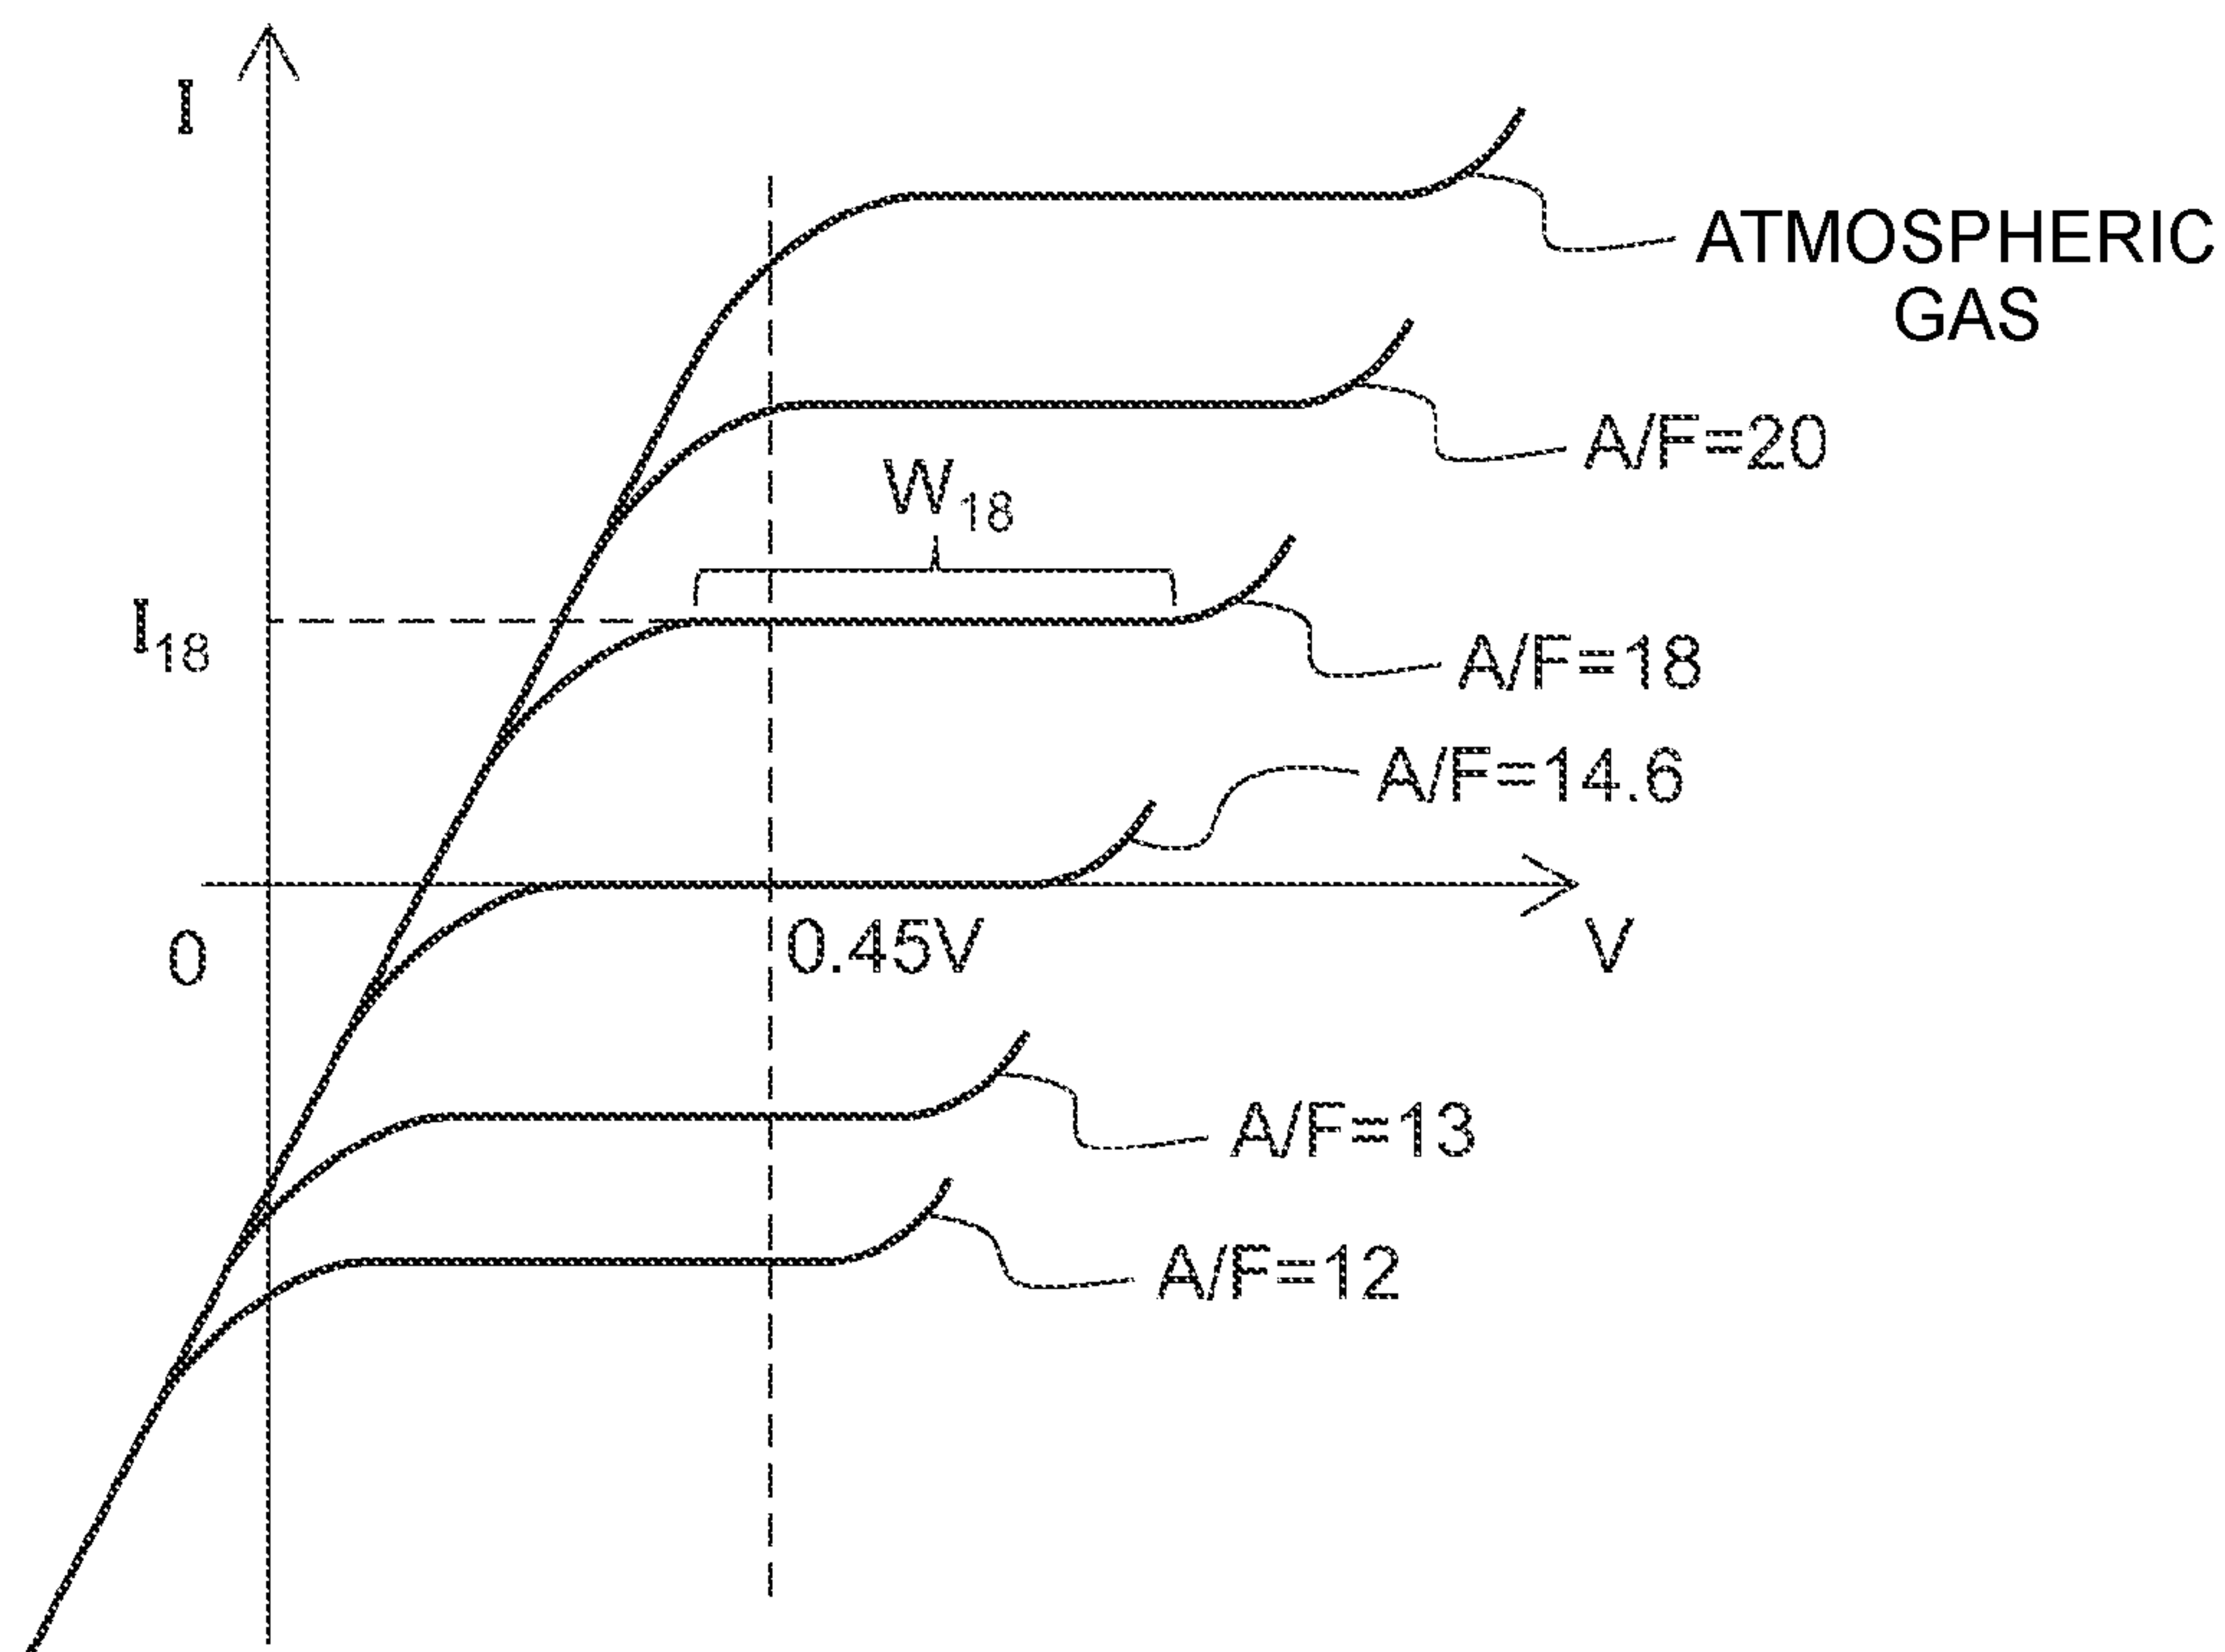 I
ATMOSPHERIC
GAS
A/F=20
W18
I18
A/F=18
A/F=14.6
0
0.45V
V
A/F=13
A/F=12